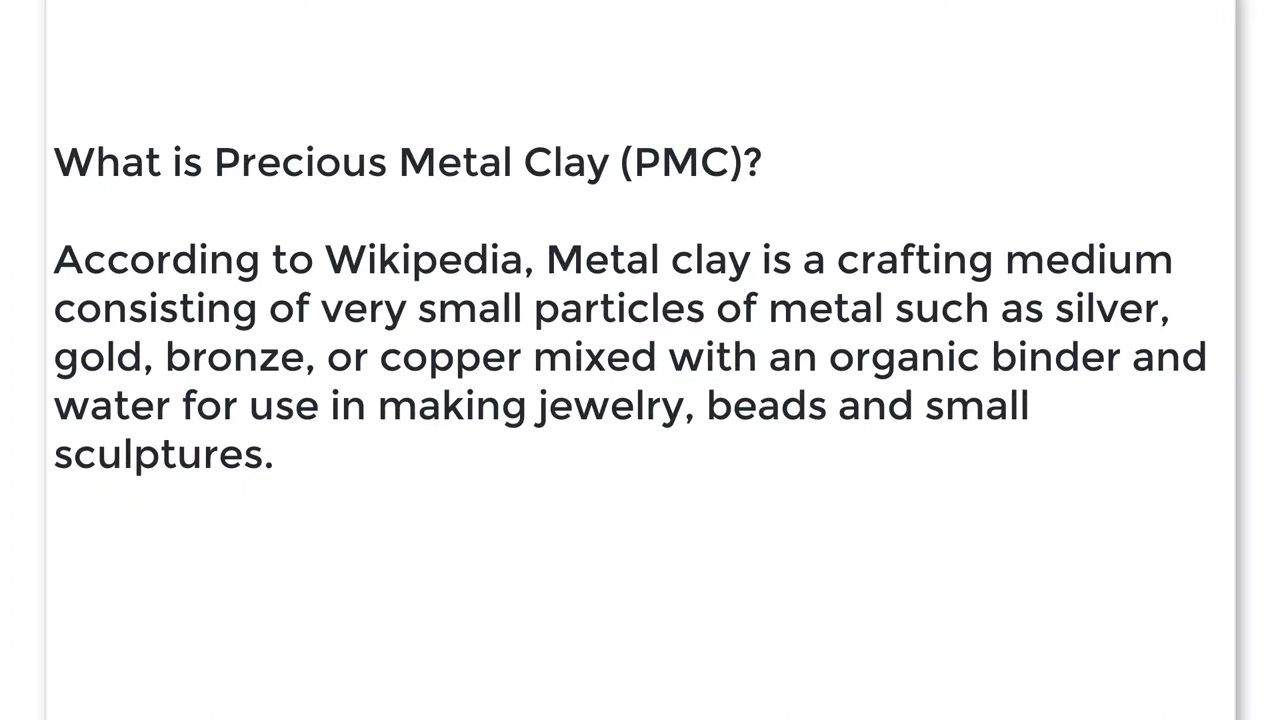 What is Precious Metal Clay (PMC)?
According to Wikipedia, Metal clay is a crafting medium
consisting of very small particles of metal such as silver,
gold, bronze, or copper mixed with an organic binder and
water for use in making jewelry, beads and small
sculptures.